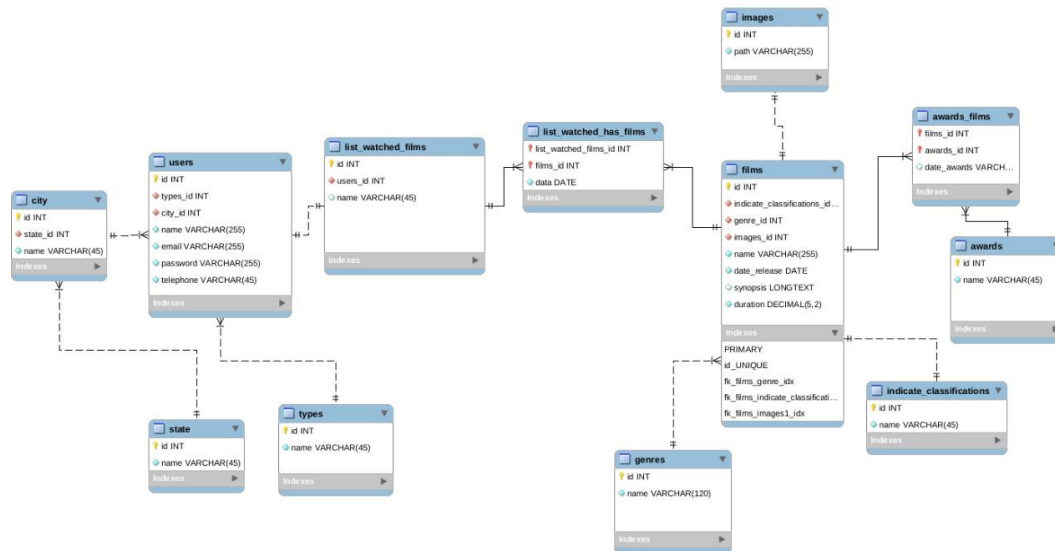 images
id INT
path VARCHAR(255)
Indexes
list_watched_has_films
list_watched_films_id INT
films_id INT
data DATE
Indexes
awards_films
films_id INT
awards_id INT
date_awards VARCH...
Indexes
list_watched_films
id INT
users_id INT
name VARCHAR(45)
Indexes
users
id INT
types_id INT
city_id INT
name VARCHAR(255)
email VARCHAR(255)
password VARCHAR(255)
telephone VARCHAR(45)
Indexes
films
id INT
indicate_classifications_id...
genre_id INT
images_id INT
name VARCHAR(255)
date_release DATE
synopsis LONGTEXT
duration DECIMAL(5,2)
Indexes
PRIMARY
id_UNIQUE
fk_films_genre_idx
fk_films_indicate_classificati...
fk_films_images1_idx
city
id INT
state_id INT
name VARCHAR(45)
Indexes
awards
id INT
name VARCHAR(45)
Indexes
indicate_classifications
id INT
name VARCHAR(45)
Indexes
types
id INT
name VARCHAR(45)
Indexes
state
id INT
name VARCHAR(45)
Indexes
genres
id INT
name VARCHAR(120)
Indexes